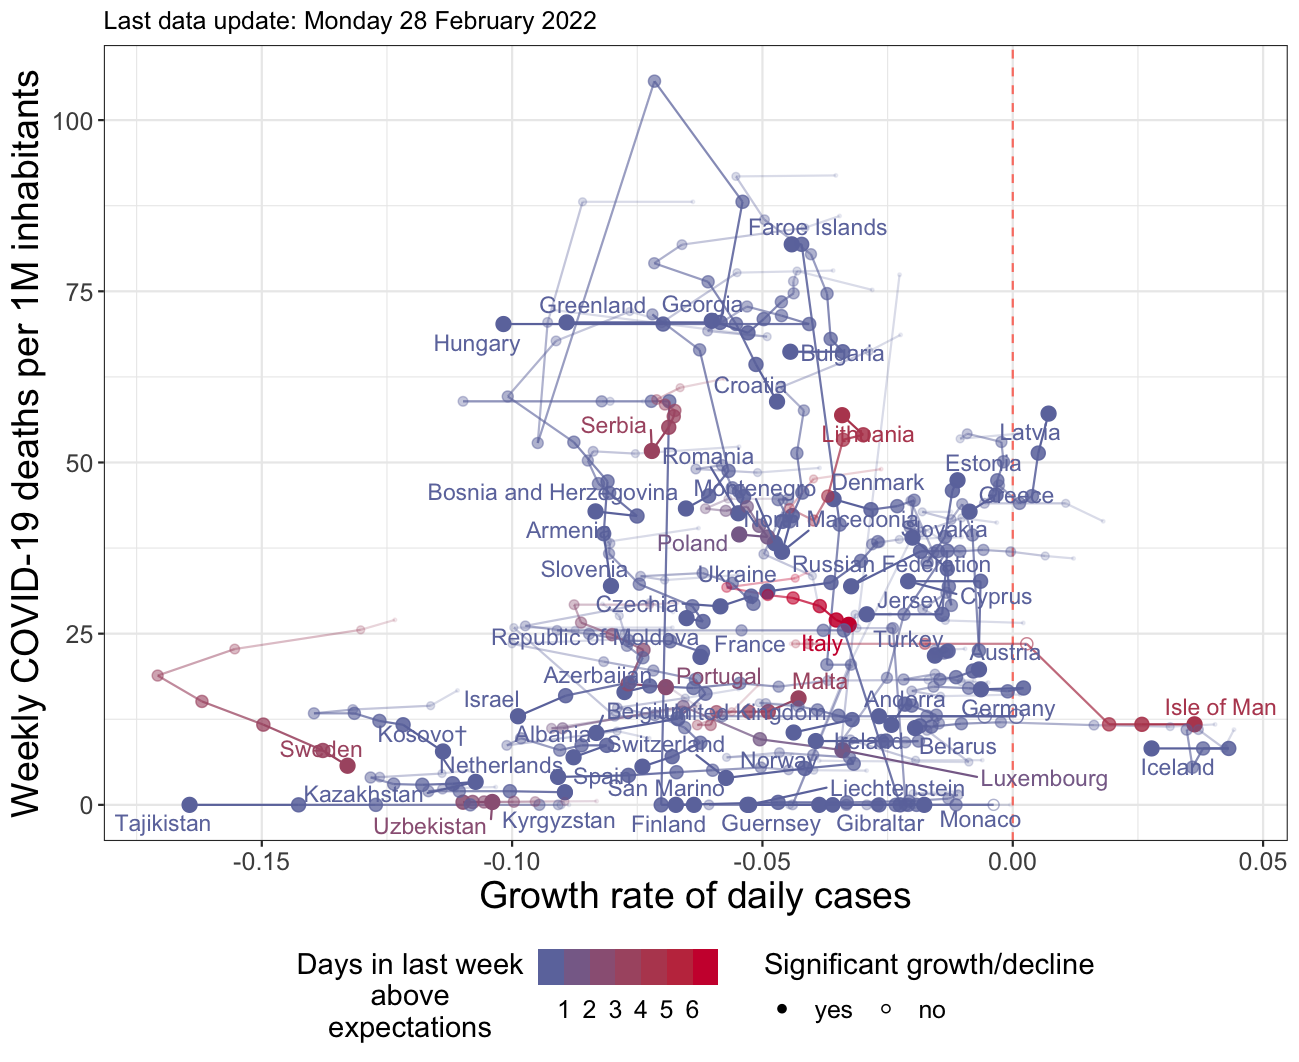 Last data update: Monday 28 February 2022
Weekly COVID-19 deaths per 1M inhabitants
100
75
50
25
0
Faroe Islands
Greenland
Georgia
Hungary
Bulgaria
Croatia
Serbia
Lithuania
Latvia
Romania
Estonia
Bosnia and Herzegovina
Montenegro
Denmark
Greece
Armenia
North Macedonia
Slovakia
Poland
Slovenia
Ukraine
Russian Federation
Czechia
Jersey
Cyprus
Republic of Moldova
France
Italy
Turkey
Austria
Azerbaijan
Portugal
Malta
Israel
Andorra
Germany
Isle of Man
Belgium
United Kingdom
Kosovo†
Albania
Switzerland
Ireland
Belarus
Sweden
Netherlands
Spain
Norway
Luxembourg
Iceland
Kazakhstan
San Marino
Liechtenstein
Tajikistan
Uzbekistan
Kyrgyzstan
Finland
Guernsey
Gibraltar
Monaco
-0.15
-0.10
-0.05
0.00
0.05
Growth rate of daily cases
Days in last week
above
expectations
1 2 3 4 5 6
Significant growth/decline
yes
no